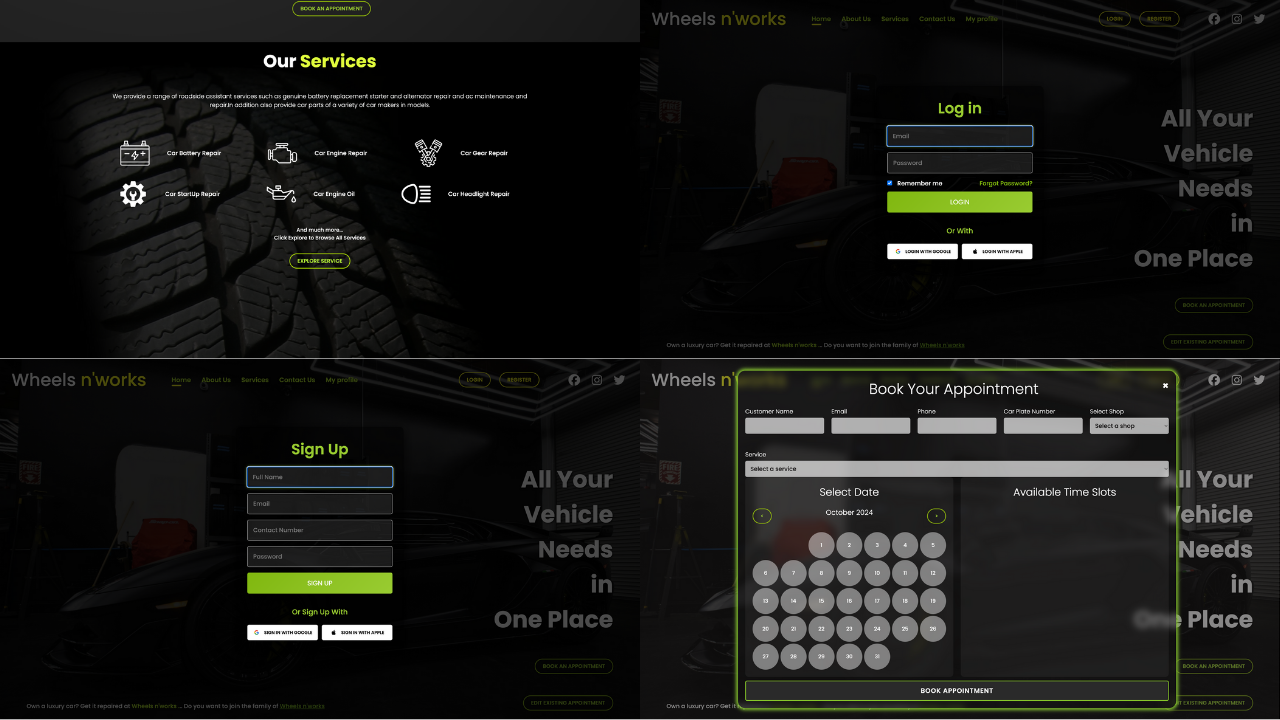 BOOK AN APPOINTMENT
Our Services
We provide a range of roadside assistant services such as genuine battery replacement starter and alternator repair and ac maintenance and
repair.In addition also provide car parts of a variety of car makers in models.
Car Battery Repair
Car Engine Repair
Car Gear Repair
Car StartUp Repair
Car Engine Oil
Car Headlight Repair
And much more...
Click Explore to Browse All Services
EXPLORE SERVICE
Wheels n'works
Home About Us Services Contact Us My profile
LOGIN REGISTER
Log in
Email
Password
Remember me Forgot Password?
LOGIN
Or With
LOGIN WITH GOOGLE LOGIN WITH APPLE
All Your
Vehicle
Needs
in
One Place
BOOK AN APPOINTMENT
EDIT EXISTING APPOINTMENT
Own a luxury car? Get it repaired at Wheels n'works ... Do you want to join the family of Wheels n'works
Wheels n'works
Home About Us Services Contact Us My profile
LOGIN REGISTER
Sign Up
Full Name
Email
Contact Number
Password
SIGN UP
Or Sign Up With
SIGN IN WITH GOOGLE SIGN IN WITH APPLE
All Your
Vehicle
Needs
in
One Place
BOOK AN APPOINTMENT
EDIT EXISTING APPOINTMENT
Own a luxury car? Get it repaired at Wheels n'works ... Do you want to join the family of Wheels n'works
Wheels n'wo
Book Your Appointment
Customer Name Email Phone Car Plate Number Select Shop
Select a shop
Service
Select a service
Select Date
October 2024
1 2 3 4 5
6 7 8 9 10 11 12
13 14 15 16 17 18 19
20 21 22 23 24 25 26
27 28 29 30 31
Available Time Slots
BOOK APPOINTMENT
All Your
Vehicle
Needs
in
One Place
BOOK AN APPOINTMENT
EDIT EXISTING APPOINTMENT
Own a luxury car? Get it repaired at W